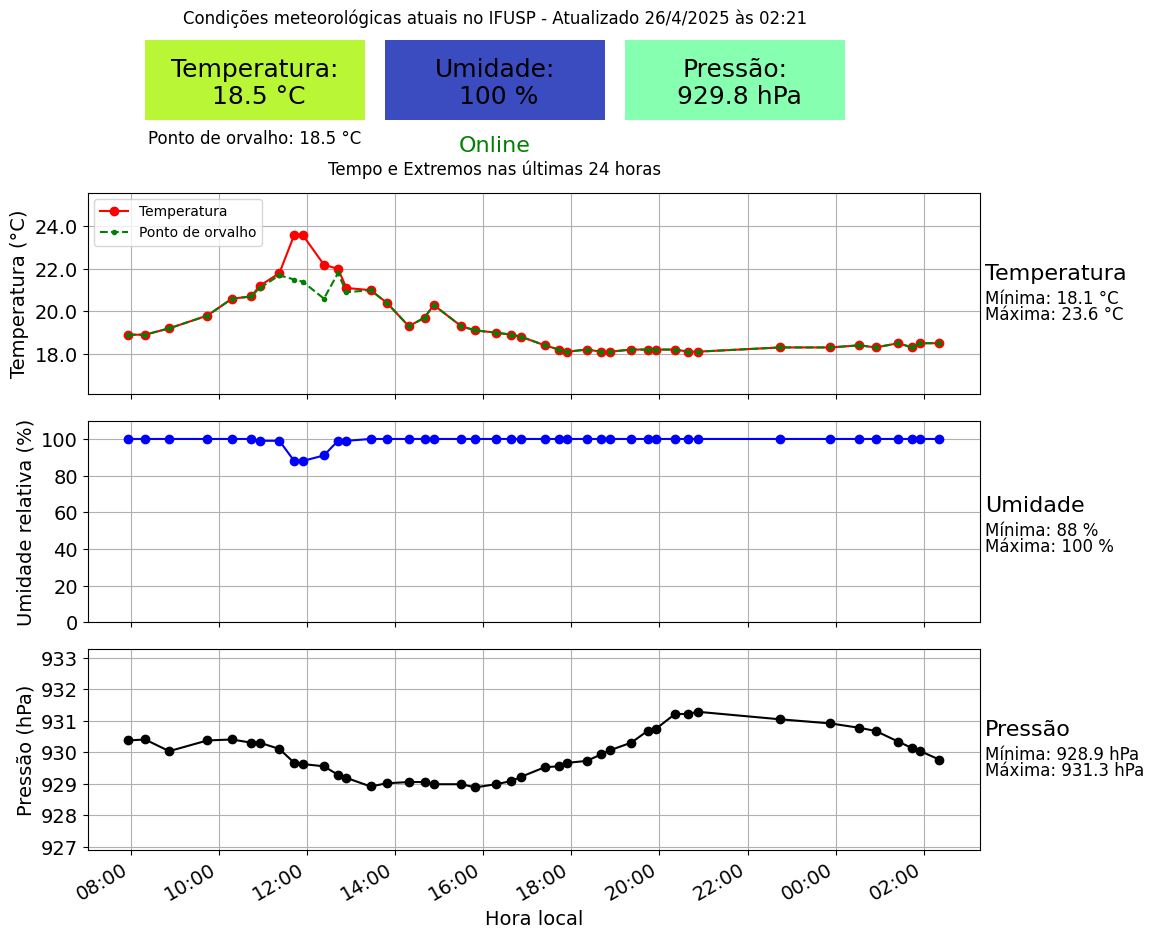 Condições meteorológicas atuais no IFUSP - Atualizado 26/4/2025 às 02:21
Temperatura:
18.5 °C
Umidade:
100 %
Pressão:
929.8 hPa
Ponto de orvalho: 18.5 °C
Online
Tempo e Extremos nas últimas 24 horas
Temperatura (°C)
24.0
22.0
20.0
18.0
Temperatura
Ponto de orvalho
Temperatura
Mínima: 18.1 °C
Máxima: 23.6 °C
Umidade relativa (%)
100
80
60
40
20
0
Umidade
Mínima: 88 %
Máxima: 100 %
Pressão (hPa)
933
932
931
930
929
928
927
Pressão
Mínima: 928.9 hPa
Máxima: 931.3 hPa
08:00
10:00
12:00
14:00
16:00
18:00
20:00
22:00
00:00
02:00
Hora local